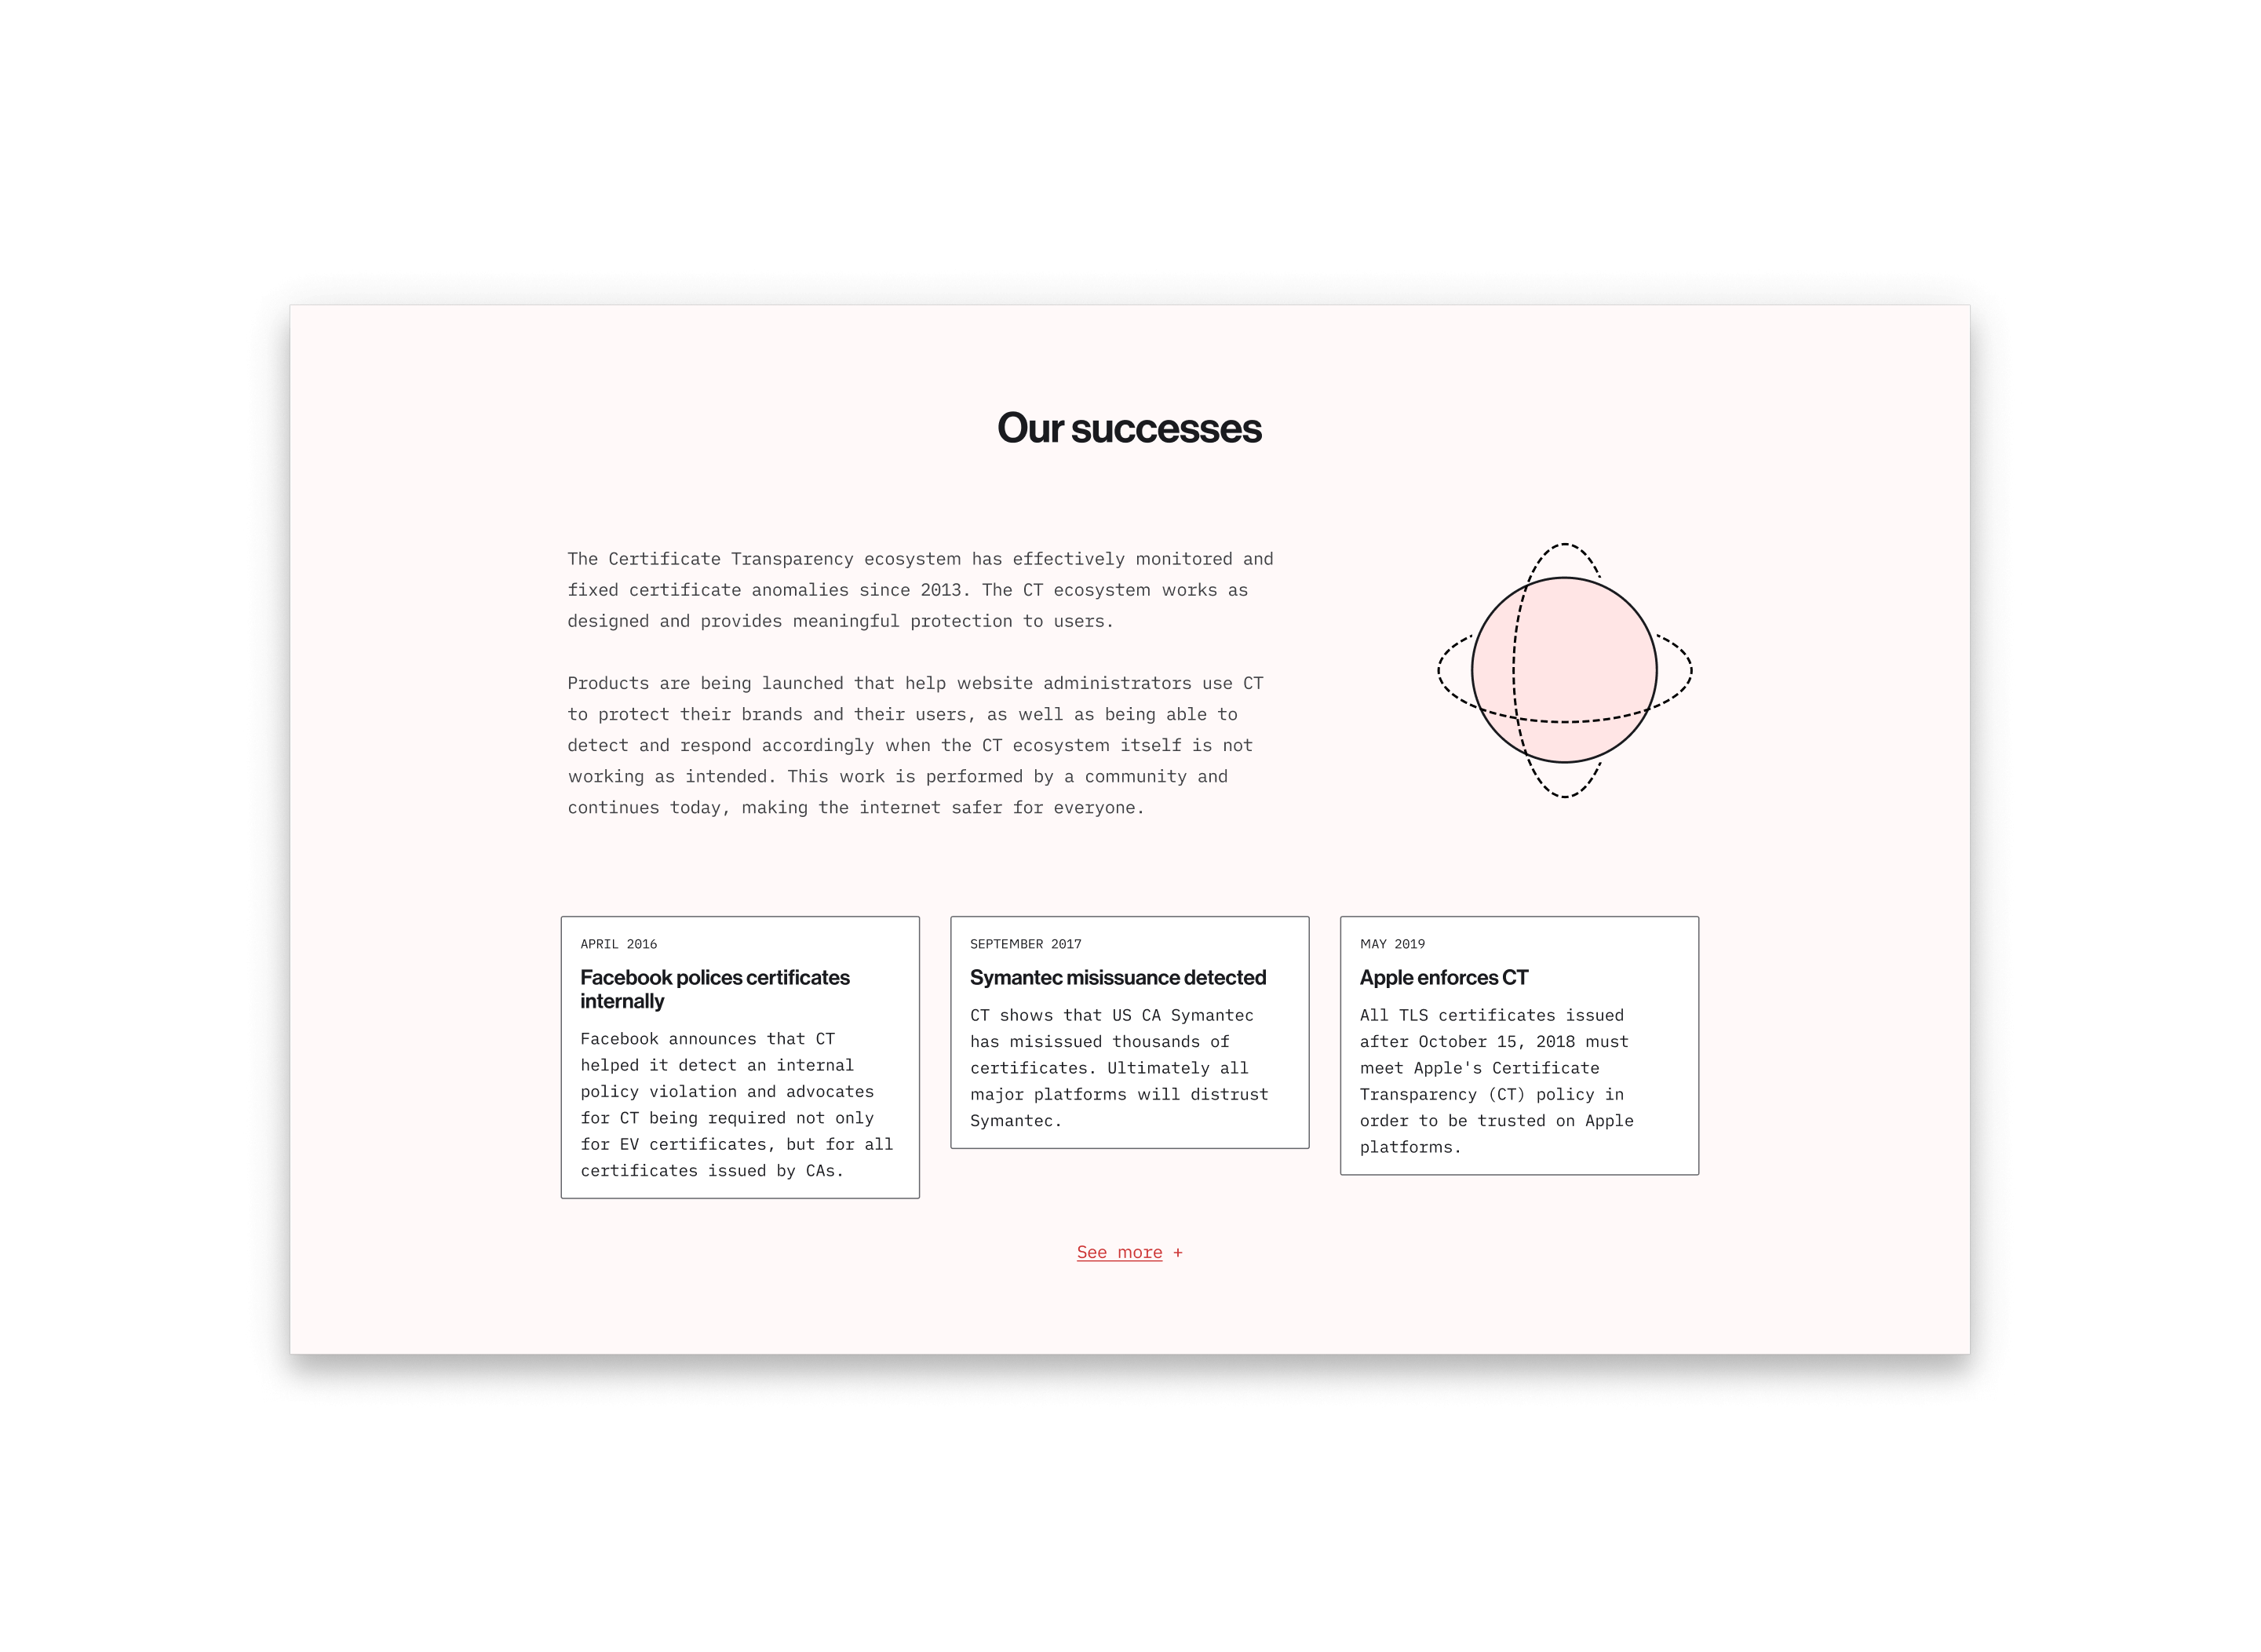 Our successes
The Certificate Transparency ecosystem has effectively monitored and
fixed certificate anomalies since 2013. The CT ecosystem works as
designed and provides meaningful protection to users.
Products are being launched that help website administrators use CT
to protect their brands and their users, as well as being able to
detect and respond accordingly when the CT ecosystem itself is not
working as intended. This work is performed by a community and
continues today, making the internet safer for everyone.
APRIL 2016
Facebook polices certificates
internally
Facebook announces that CT
helped it detect an internal
policy violation and advocates
for CT being required not only
for EV certificates, but for all
certificates issued by CAs.
SEPTEMBER 2017
Symantec misissuance detected
CT shows that US CA Symantec
has misissued thousands of
certificates. Ultimately all
major platforms will distrust
Symantec.
MAY 2019
Apple enforces CT
All TLS certificates issued
after October 15, 2018 must
meet Apple's Certificate
Transparency (CT) policy in
order to be trusted on Apple
platforms.
See more +